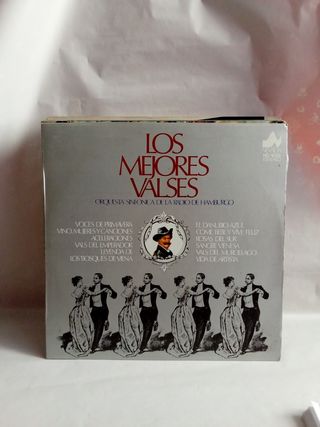 LOS
MEJORES
VALSES
ORQUESTA SINFONICA DE LA RADIO DE HAMBURGO
VOCES DE PRIMAVERA
VINO, MUJERES Y CANCIONES
ACELERACIONES
VALS DEL EMPERADOR
LEYENDA DE
LOS BOSQUES DE VIENA
EL DANUBIO AZUL
COME, BEBE Y VIVE FELIZ
ROSAS DEL SUR
SANGRE VIENESA
VALS DEL MURCIELAGO
VIDA DE ARTISTA